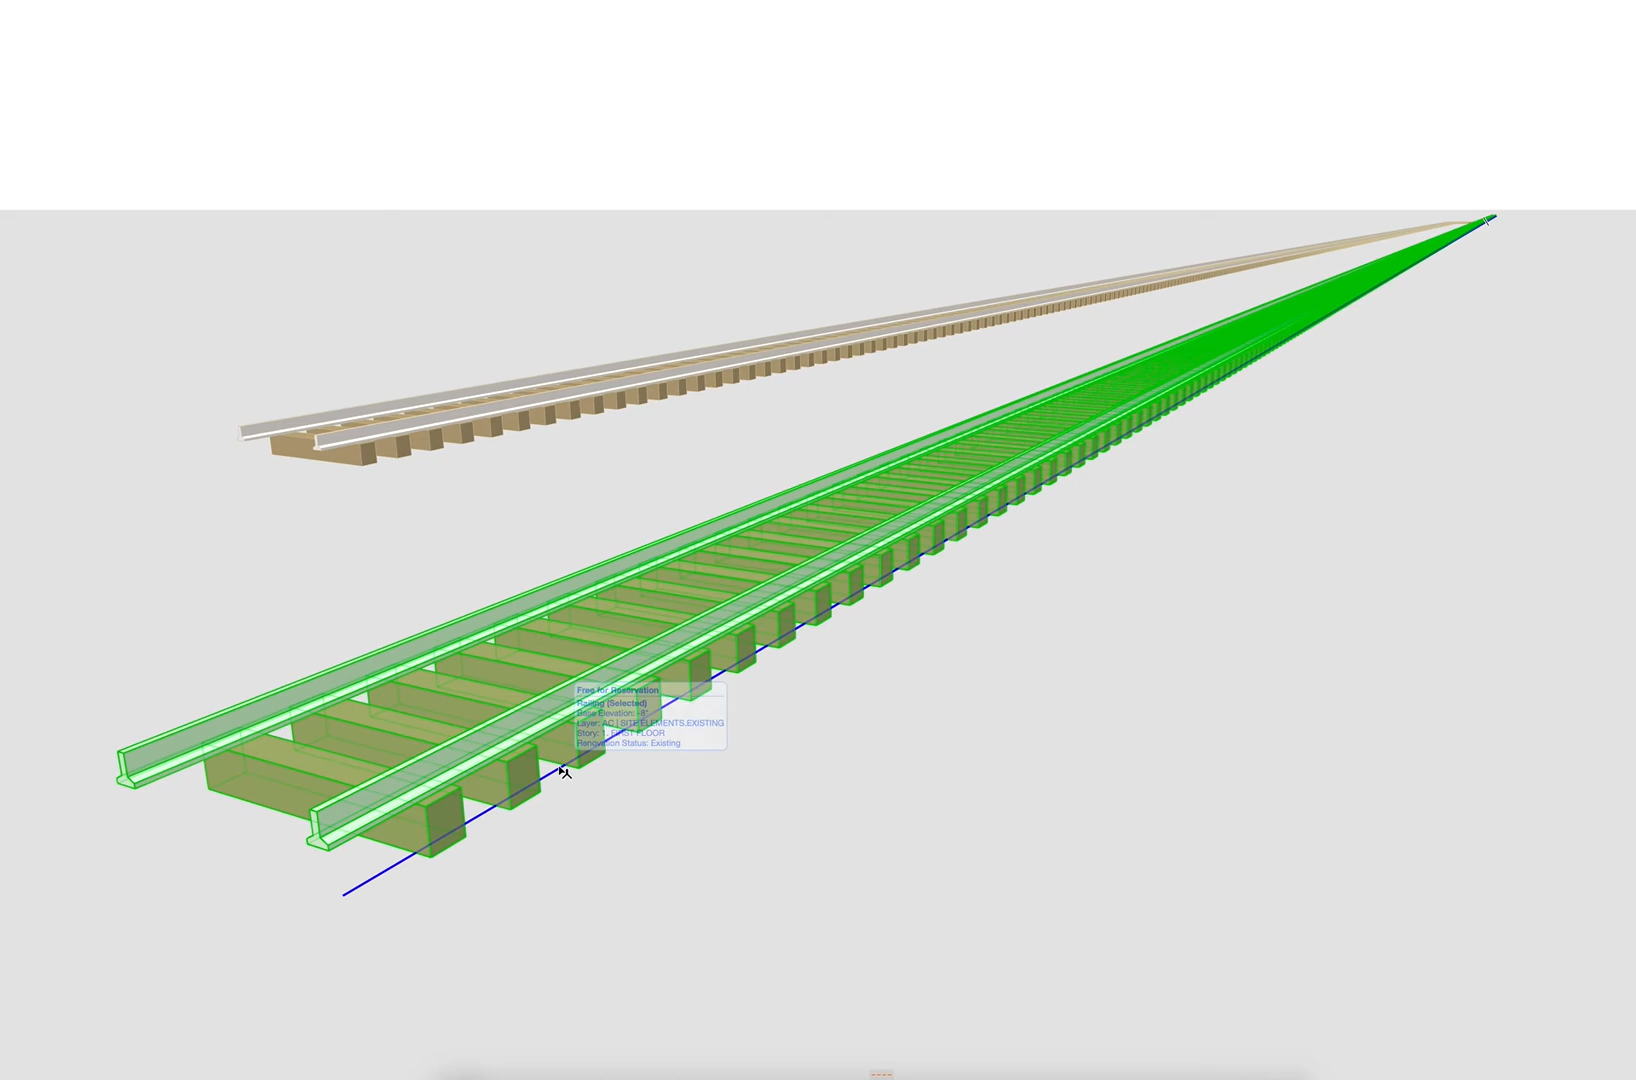 Free for Reservation
Railing (Selected)
Base Elevation: -8"
Layer: AC | SITE ELEMENTS.EXISTING
Story: 1. FIRST FLOOR
Renovation Status: Existing